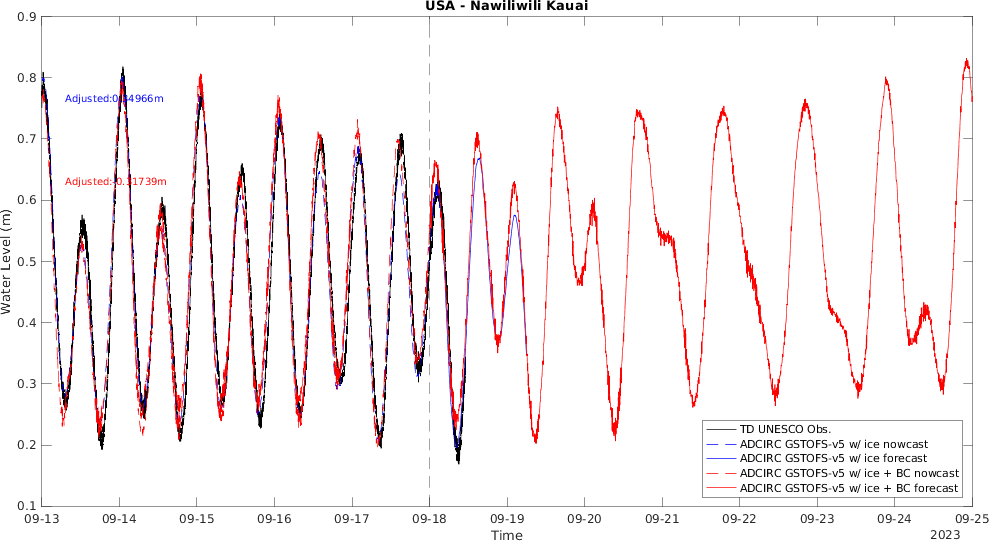 USA - Nawiliwili Kauai
0.9
0.8
0.7
0.6
0.5
0.4
0.3
0.2
0.1
Water Level (m)
Adjusted:
Adjusted:
TD UNESCO Obs.
ADCIRC GSTOFS-v5 w/ ice nowcast
ADCIRC GSTOFS-v5 w/ ice forecast
ADCIRC GSTOFS-v5 w/ ice + BC nowcast
ADCIRC GSTOFS-v5 w/ ice + BC forecast
09-13 09-14 09-15 09-16 09-17 09-18 09-19 09-20 09-21 09-22 09-23 09-24 09-25
Time
2023